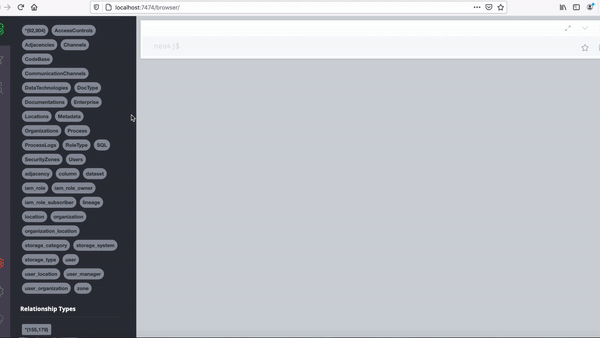 localhost:7474/browser/
*(92,904) AccessControls
Adjacencies Channels
CodeBase
CommunicationChannels
DataTechnologies DocType
Documentations Enterprise
Locations Metadata
Organizations Process
ProcessLogs RoleType SQL
SecurityZones Users
adjacency column dataset
iam_role iam_role_owner
iam_role_subscriber lineage
location organization
organization_location
storage_category storage_system
storage_type user
user_location user_manager
user_organization zone
Relationship Types
*(155,179)
neo4j$